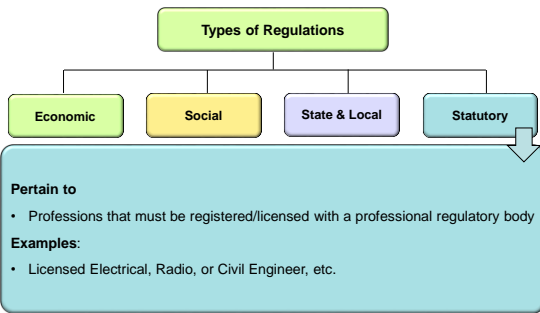 Types of Regulations
Economic
Social
State & Local
Statutory
Pertain to
• Professions that must be registered/licensed with a professional regulatory body
Examples:
• Licensed Electrical, Radio, or Civil Engineer, etc.